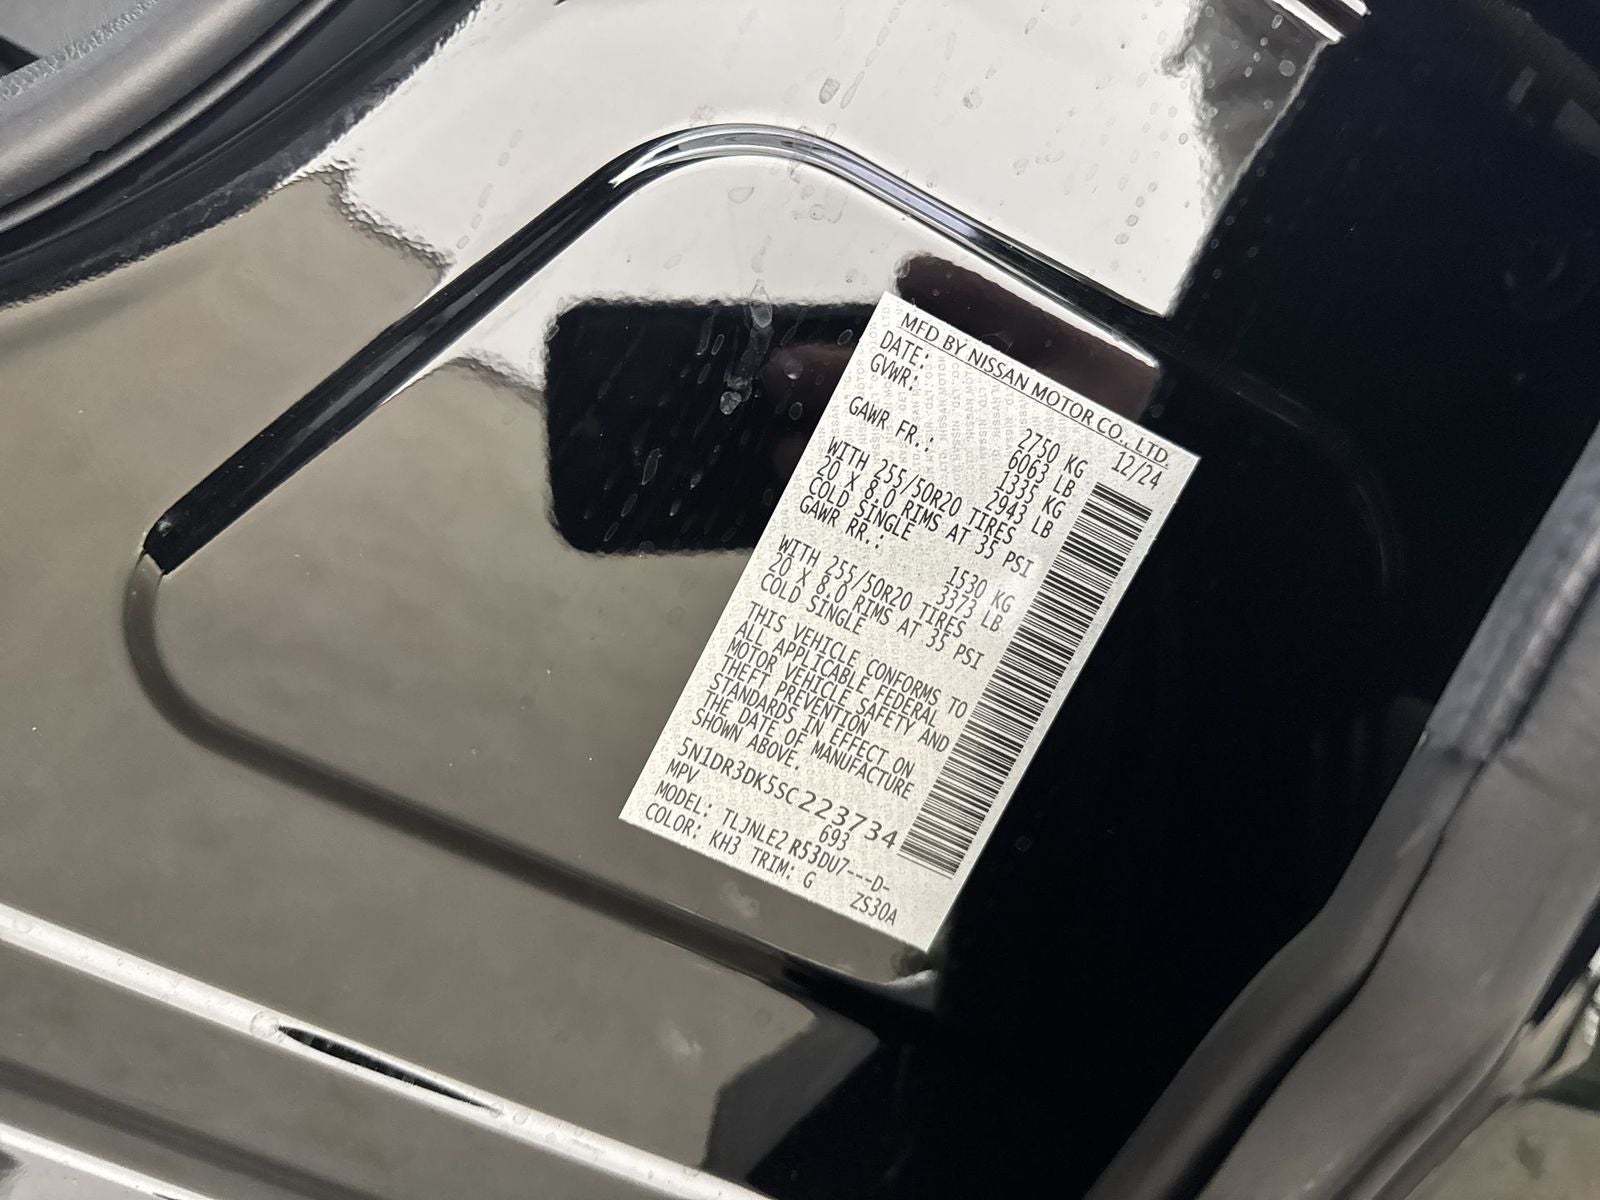 MFD BY NISSAN MOTOR CO., LTD.
DATE: 12/24
GVWR: 2750 KG
6063 LB
GAWR FR.: 1335 KG
2943 LB
WITH 255/50R20 TIRES
20 X 8.0 RIMS AT 35 PSI
COLD SINGLE
GAWR RR.: 1530 KG
3373 LB
WITH 255/50R20 TIRES
20 X 8.0 RIMS AT 35 PSI
COLD SINGLE
THIS VEHICLE CONFORMS TO
ALL APPLICABLE FEDERAL
MOTOR VEHICLE SAFETY AND
THEFT PREVENTION
STANDARDS IN EFFECT ON
THE DATE OF MANUFACTURE
SHOWN ABOVE.
5N1DR3DK5SC223734
MPV 693
MODEL: TLJNLE2 R53DU7---D-
COLOR: KH3 TRIM: G ZS30A